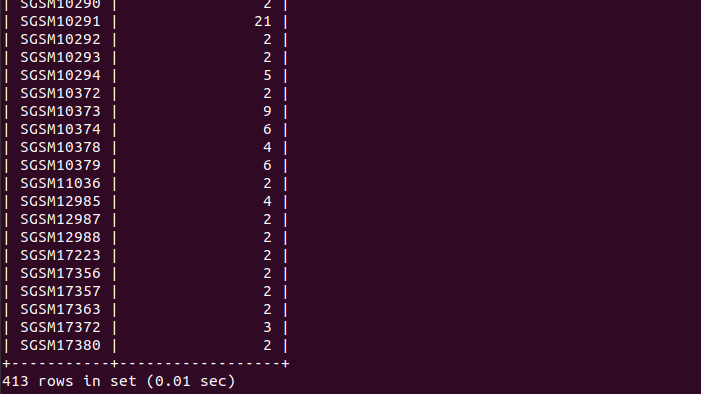 | SGSM10290 |                2 |
| SGSM10291 |               21 |
| SGSM10292 |                2 |
| SGSM10293 |                2 |
| SGSM10294 |                5 |
| SGSM10372 |                2 |
| SGSM10373 |                9 |
| SGSM10374 |                6 |
| SGSM10378 |                4 |
| SGSM10379 |                6 |
| SGSM11036 |                2 |
| SGSM12985 |                4 |
| SGSM12987 |                2 |
| SGSM12988 |                2 |
| SGSM17223 |                2 |
| SGSM17356 |                2 |
| SGSM17357 |                2 |
| SGSM17363 |                2 |
| SGSM17372 |                3 |
| SGSM17380 |                2 |
+-----------+------------------+
413 rows in set (0.01 sec)